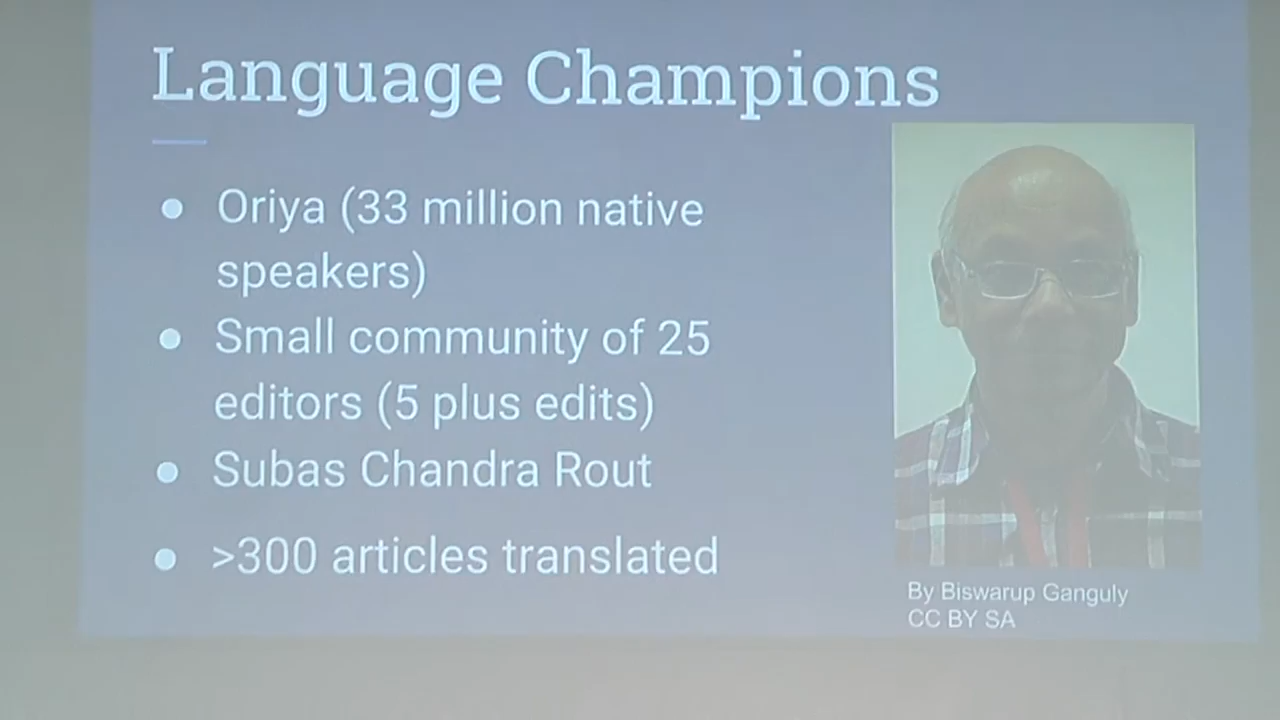 Language Champions
● Oriya (33 million native
speakers)
● Small community of 25
editors (5 plus edits)
● Subas Chandra Rout
● >300 articles translated
By Biswarup Ganguly
CC BY SA